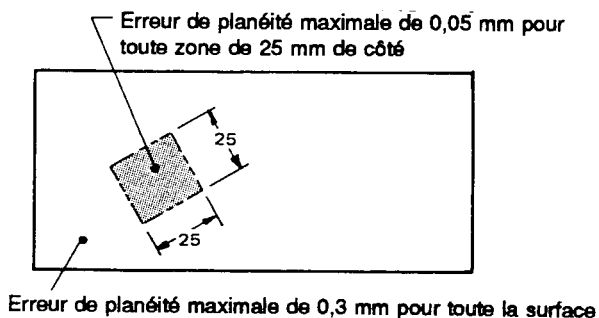 Erreur de planéité maximale de 0,05 mm pour
toute zone de 25 mm de côté
25
25
Erreur de planéité maximale de 0,3 mm pour toute la surface